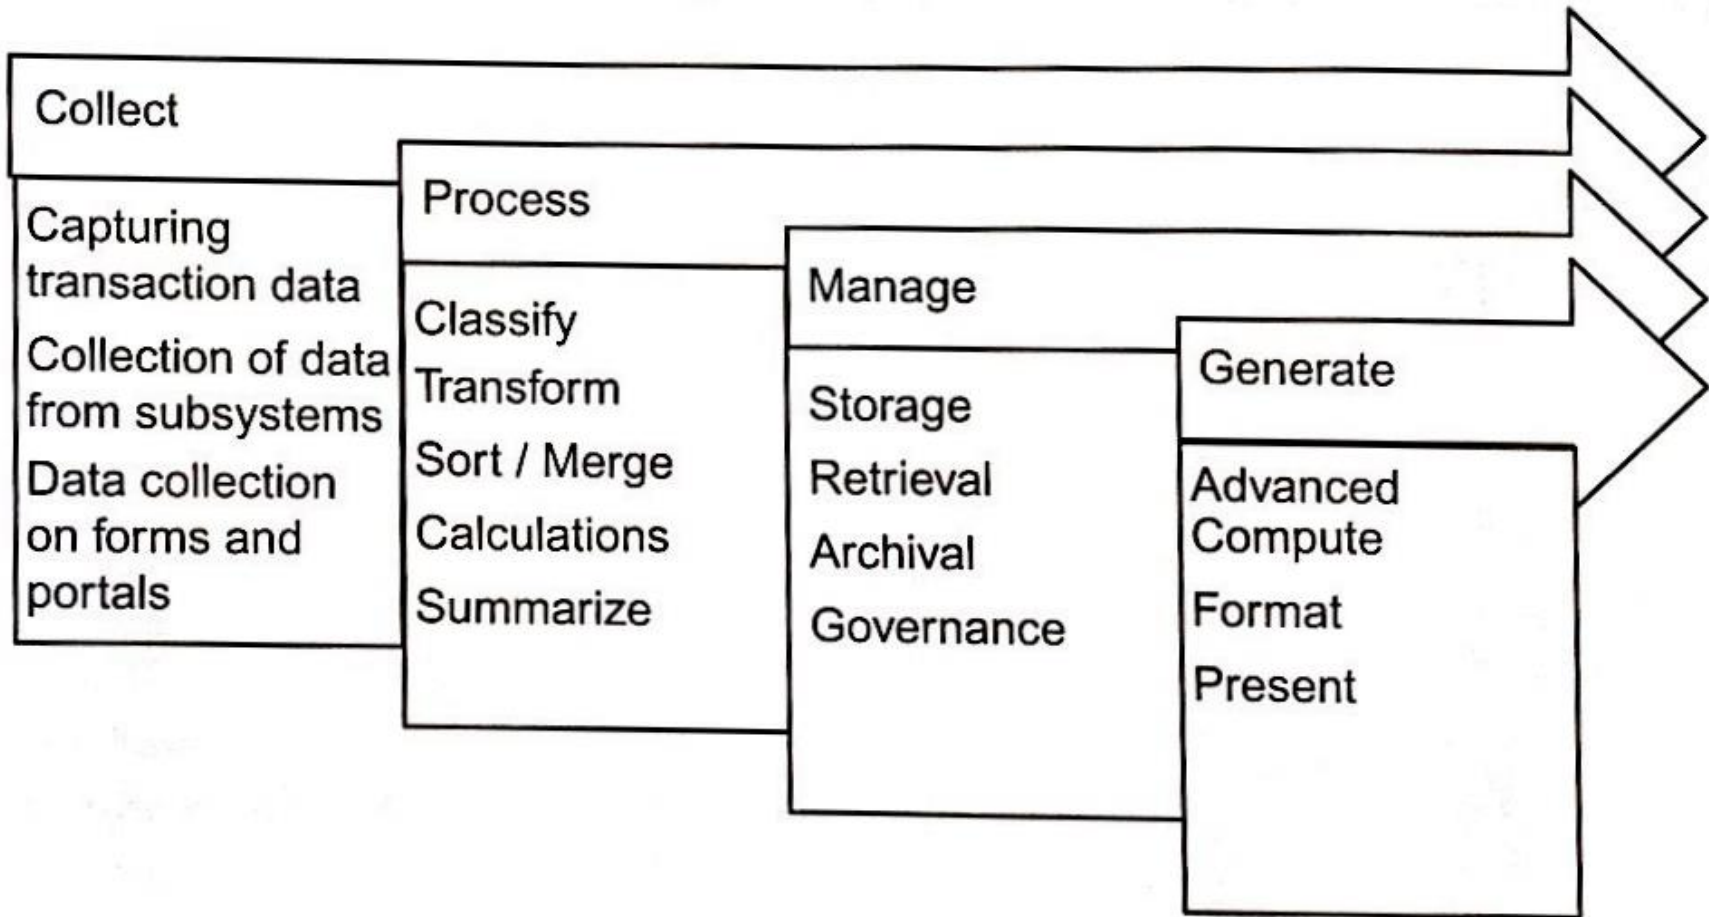 Collect
Capturing
transaction data
Collection of data
from subsystems
Data collection
on forms and
portals
Process
Classify
Transform
Sort / Merge
Calculations
Summarize
Manage
Storage
Retrieval
Archival
Governance
Generate
Advanced
Compute
Format
Present